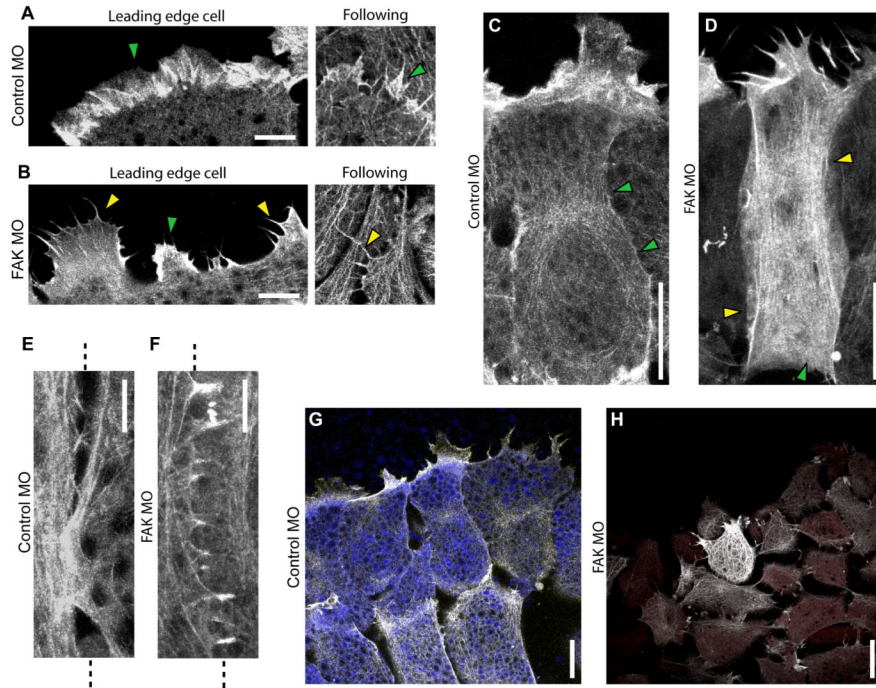 A
Leading edge cell
Following
Control MO
B
Leading edge cell
Following
FAK MO
C
Control MO
D
FAK MO
E
Control MO
F
FAK MO
G
Control MO
H
FAK MO